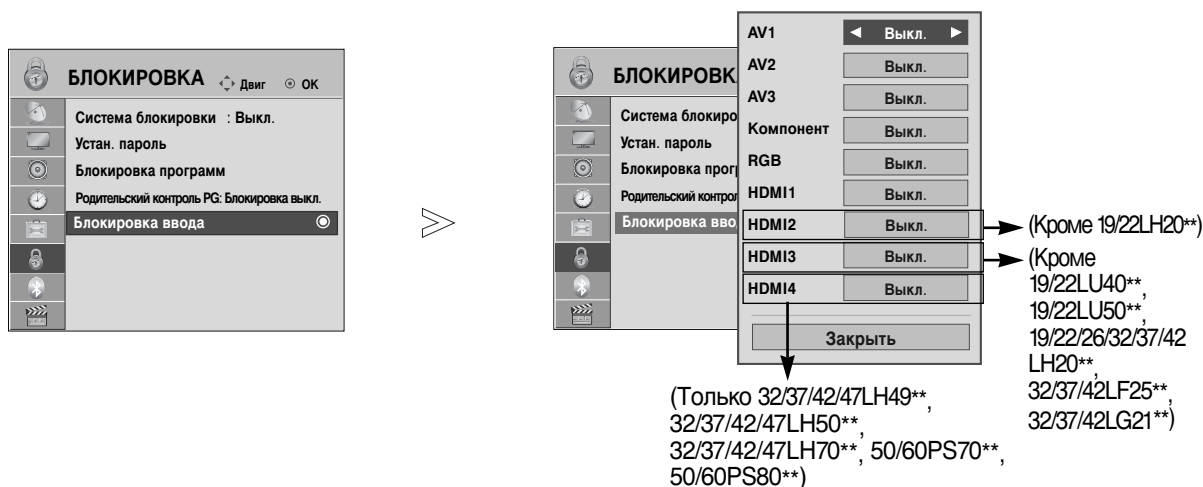 БЛОКИРОВКА Двиг OK
Система блокировки : Выкл.
Устан. пароль
Блокировка программ
Родительский контроль PG: Блокировка выкл.
Блокировка ввода
БЛОКИРОВК
Система блокиро
Устан. пароль
Блокировка прог
Родительский контрол
Блокировка вво
AV1 ◄ Выкл. ►
AV2 Выкл.
AV3 Выкл.
Компонент Выкл.
RGB Выкл.
HDMI1 Выкл.
HDMI2 Выкл.
HDMI3 Выкл.
HDMI4 Выкл.
Закрыть
(Кроме 19/22LH20**)
(Кроме
19/22LU40**,
19/22LU50**,
19/22/26/32/37/42
LH20**,
32/37/42LF25**,
32/37/42LG21**)
(Только 32/37/42/47LH49**,
32/37/42/47LH50**,
32/37/42/47LH70**, 50/60PS70**,
50/60PS80**)